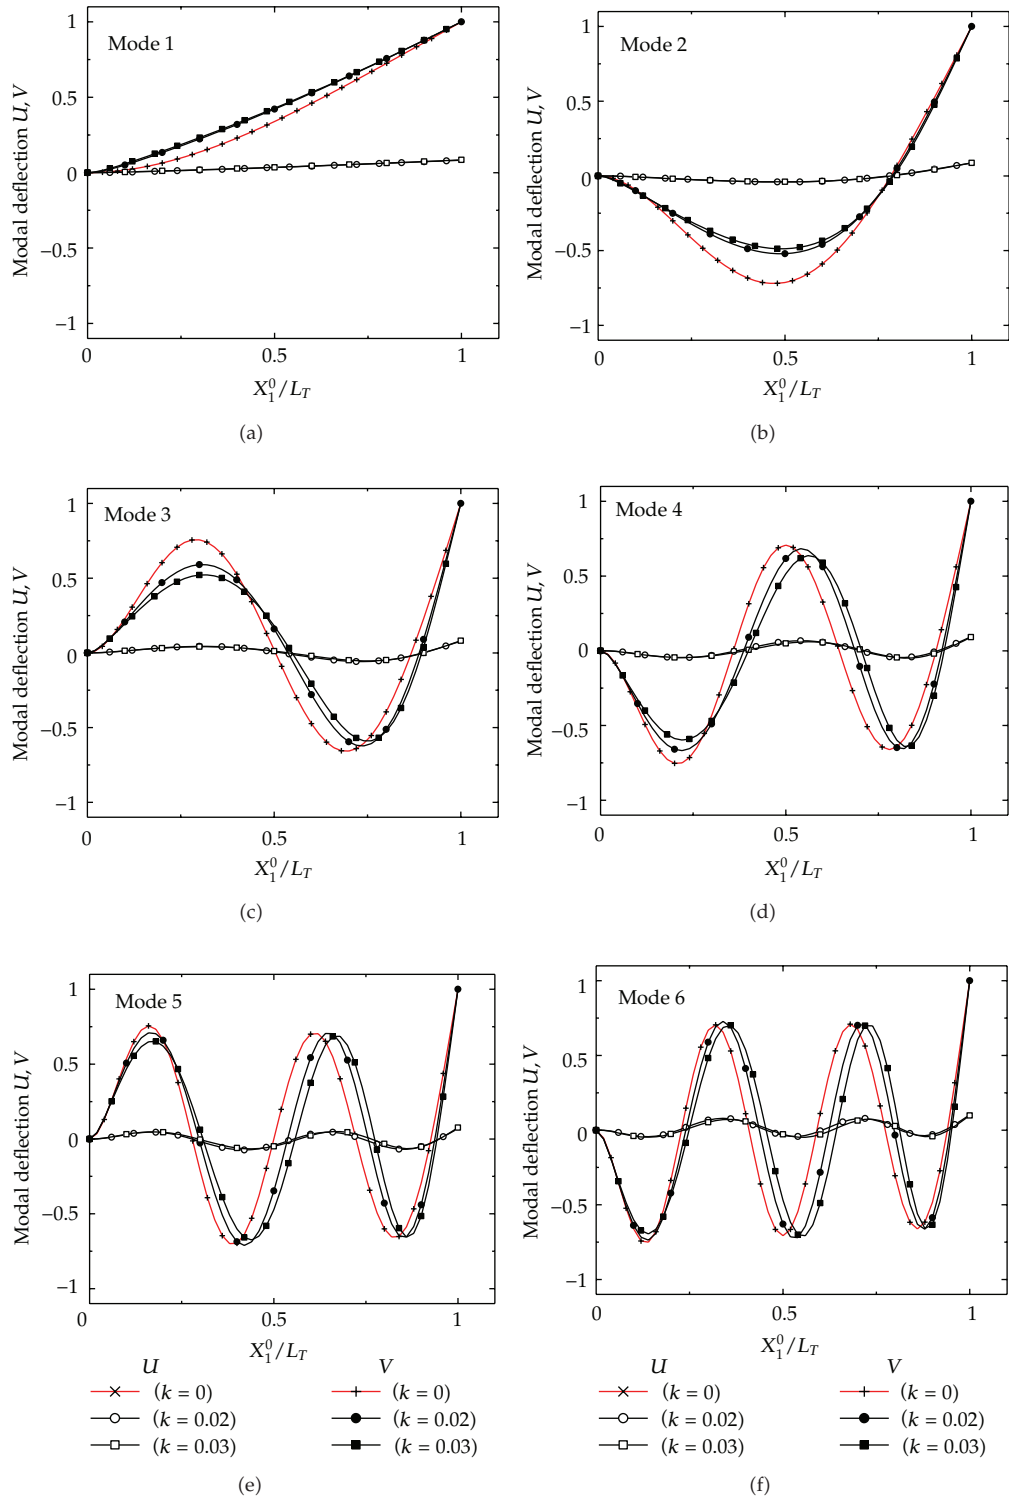 Mode 1
1
0.5
0
−0.5
−1
Modal deflection U, V
0
0.5
1
X₁⁰/L_T
(a)
Mode 2
1
0.5
0
−0.5
−1
Modal deflection U, V
0
0.5
1
X₁⁰/L_T
(b)
Mode 3
1
0.5
0
−0.5
−1
Modal deflection U, V
0
0.5
1
X₁⁰/L_T
(c)
Mode 4
1
0.5
0
−0.5
−1
Modal deflection U, V
0
0.5
1
X₁⁰/L_T
(d)
Mode 5
1
0.5
0
−0.5
−1
Modal deflection U, V
0
0.5
1
X₁⁰/L_T
U
V
(k = 0)
(k = 0)
(k = 0.02)
(k = 0.02)
(k = 0.03)
(k = 0.03)
(e)
Mode 6
1
0.5
0
−0.5
−1
Modal deflection U, V
0
0.5
1
X₁⁰/L_T
U
V
(k = 0)
(k = 0)
(k = 0.02)
(k = 0.02)
(k = 0.03)
(k = 0.03)
(f)